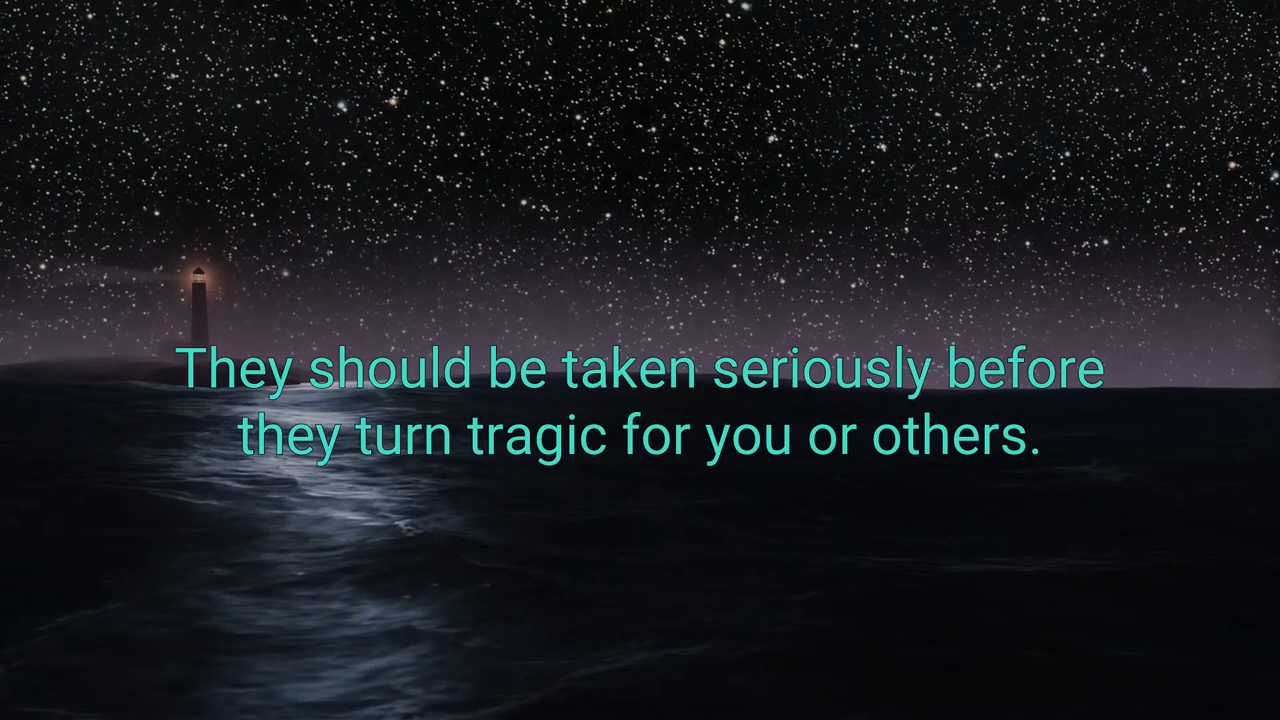 They should be taken seriously before
they turn tragic for you or others.